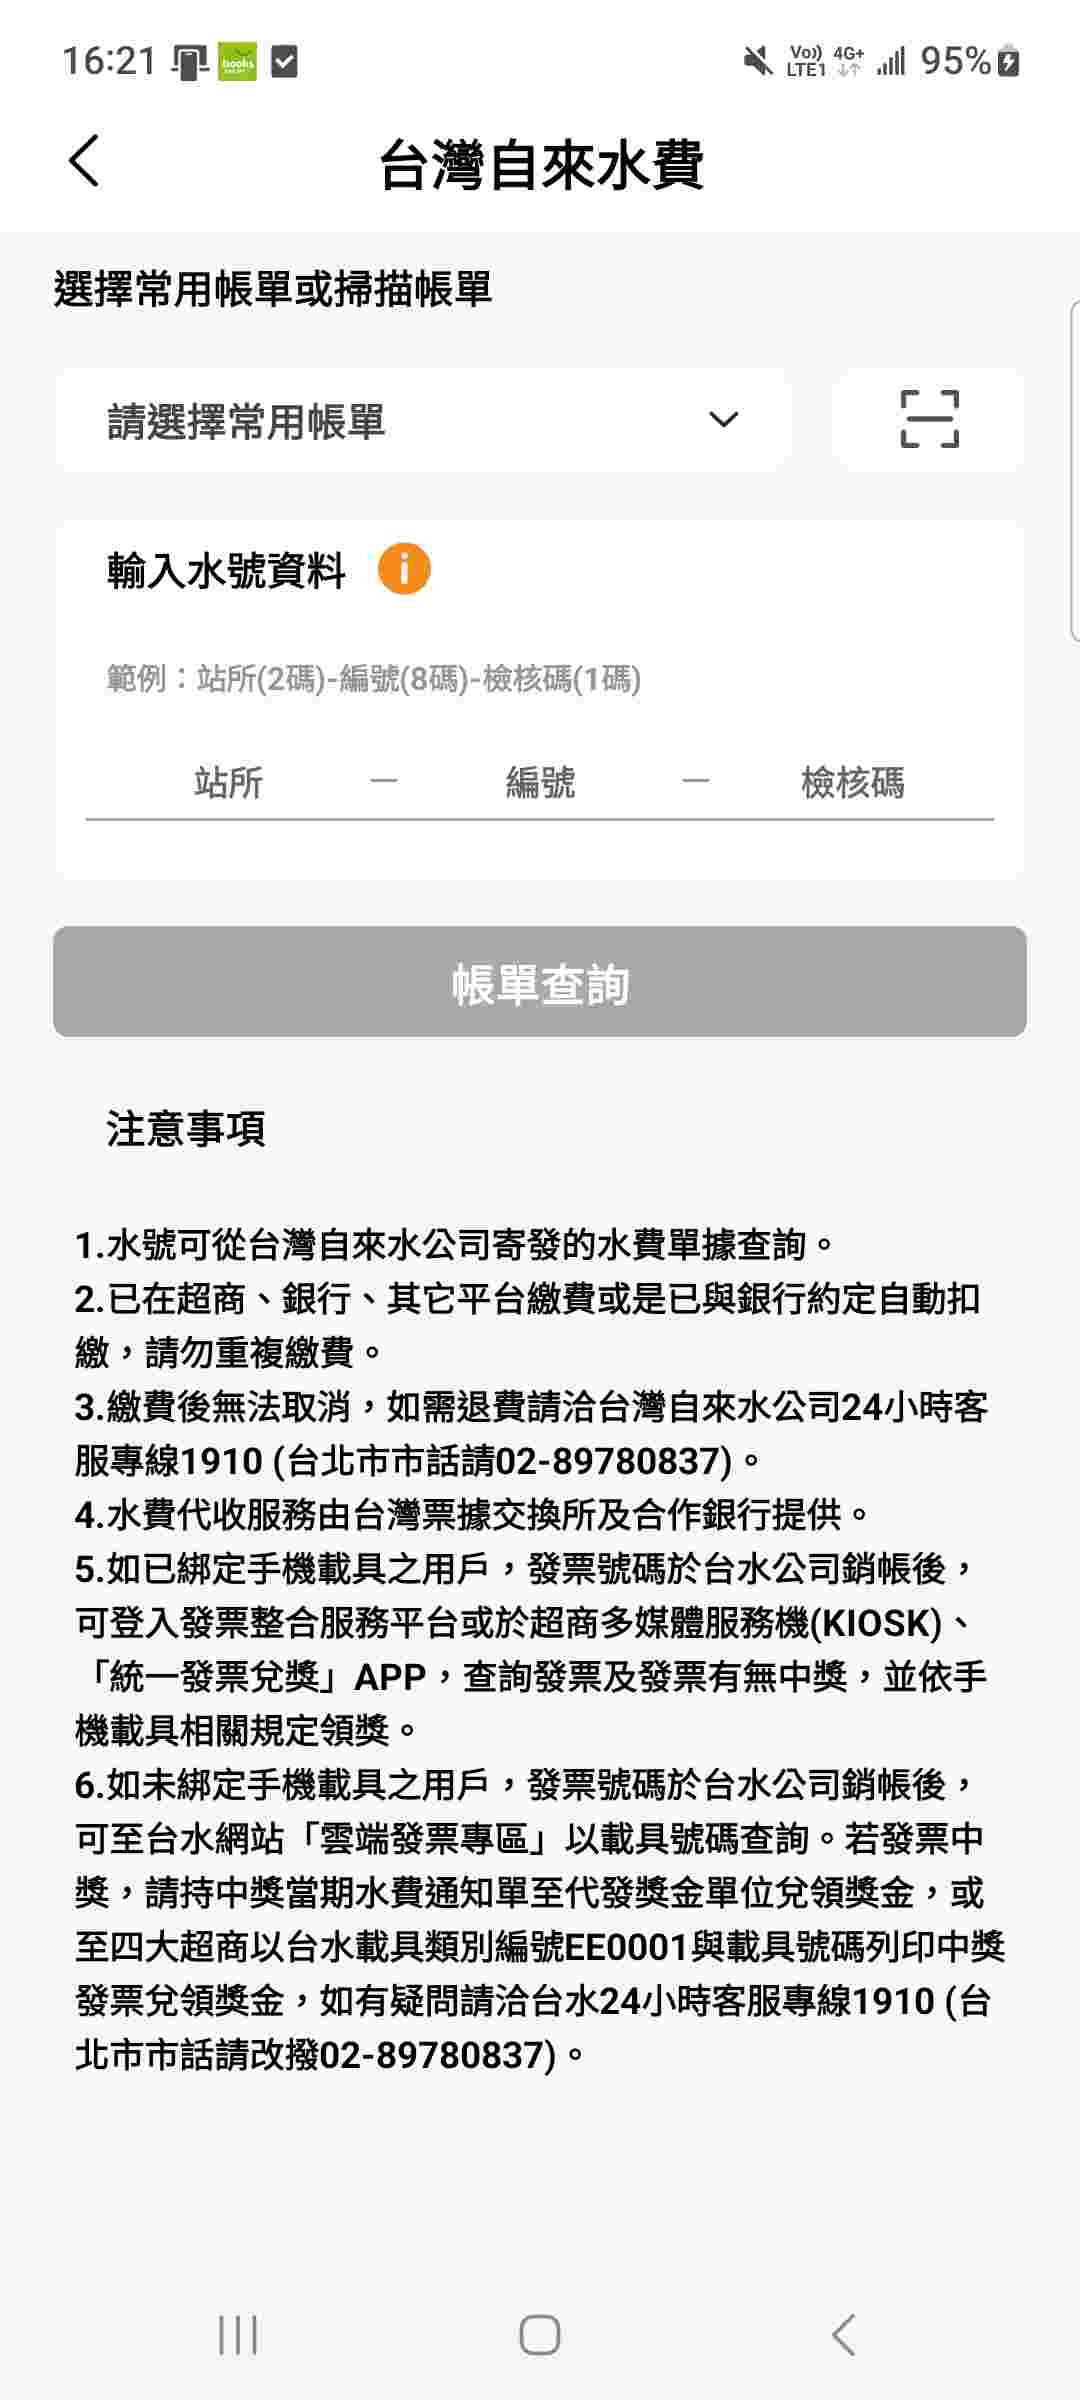 16:21
books
Vo)) LTE1 4G+ 95%
台灣自來水費
選擇常用帳單或掃描帳單
請選擇常用帳單
輸入水號資料 i
範例：站所(2碼)-編號(8碼)-檢核碼(1碼)
站所 — 編號 — 檢核碼
帳單查詢
注意事項
1.水號可從台灣自來水公司寄發的水費單據查詢。
2.已在超商、銀行、其它平台繳費或是已與銀行約定自動扣
繳，請勿重複繳費。
3.繳費後無法取消，如需退費請洽台灣自來水公司24小時客
服專線1910 (台北市市話請02-89780837)。
4.水費代收服務由台灣票據交換所及合作銀行提供。
5.如已綁定手機載具之用戶，發票號碼於台水公司銷帳後，
可登入發票整合服務平台或於超商多媒體服務機(KIOSK)、
「統一發票兌獎」APP，查詢發票及發票有無中獎，並依手
機載具相關規定領獎。
6.如未綁定手機載具之用戶，發票號碼於台水公司銷帳後，
可至台水網站「雲端發票專區」以載具號碼查詢。若發票中
獎，請持中獎當期水費通知單至代發獎金單位兌領獎金，或
至四大超商以台水載具類別編號EE0001與載具號碼列印中獎
發票兌領獎金，如有疑問請洽台水24小時客服專線1910 (台
北市市話請改撥02-89780837)。